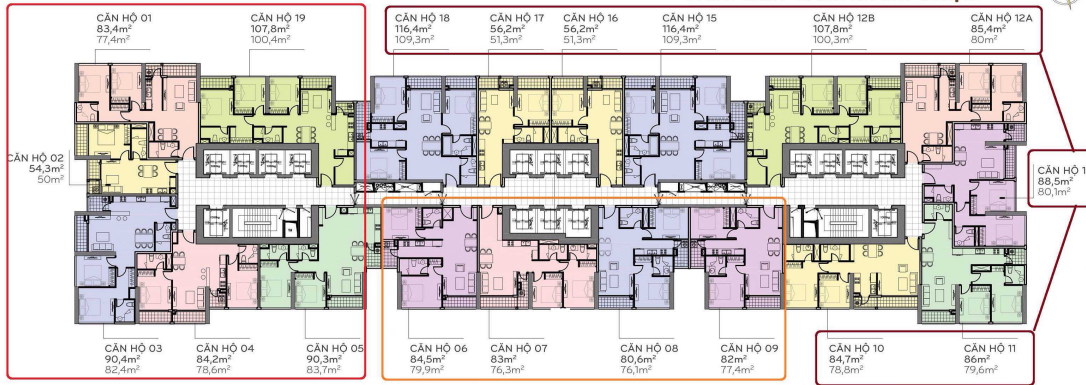 CĂN HỘ 01
83,4m²
77,4m²
CĂN HỘ 19
107,8m²
100,4m²
CĂN HỘ 18
116,4m²
109,3m²
CĂN HỘ 17
56,2m²
51,3m²
CĂN HỘ 16
56,2m²
51,3m²
CĂN HỘ 15
116,4m²
109,3m²
CĂN HỘ 12B
107,8m²
100,3m²
CĂN HỘ 12A
85,4m²
80m²
CĂN HỘ 02
54,3m²
50m²
CĂN HỘ 1
88,5m²
80,1m²
CĂN HỘ 03
90,4m²
82,4m²
CĂN HỘ 04
84,2m²
78,6m²
CĂN HỘ 05
90,3m²
83,7m²
CĂN HỘ 06
84,5m²
79,9m²
CĂN HỘ 07
83m²
76,3m²
CĂN HỘ 08
80,6m²
76,1m²
CĂN HỘ 09
82m²
77,4m²
CĂN HỘ 10
84,7m²
78,8m²
CĂN HỘ 11
86m²
79,6m²